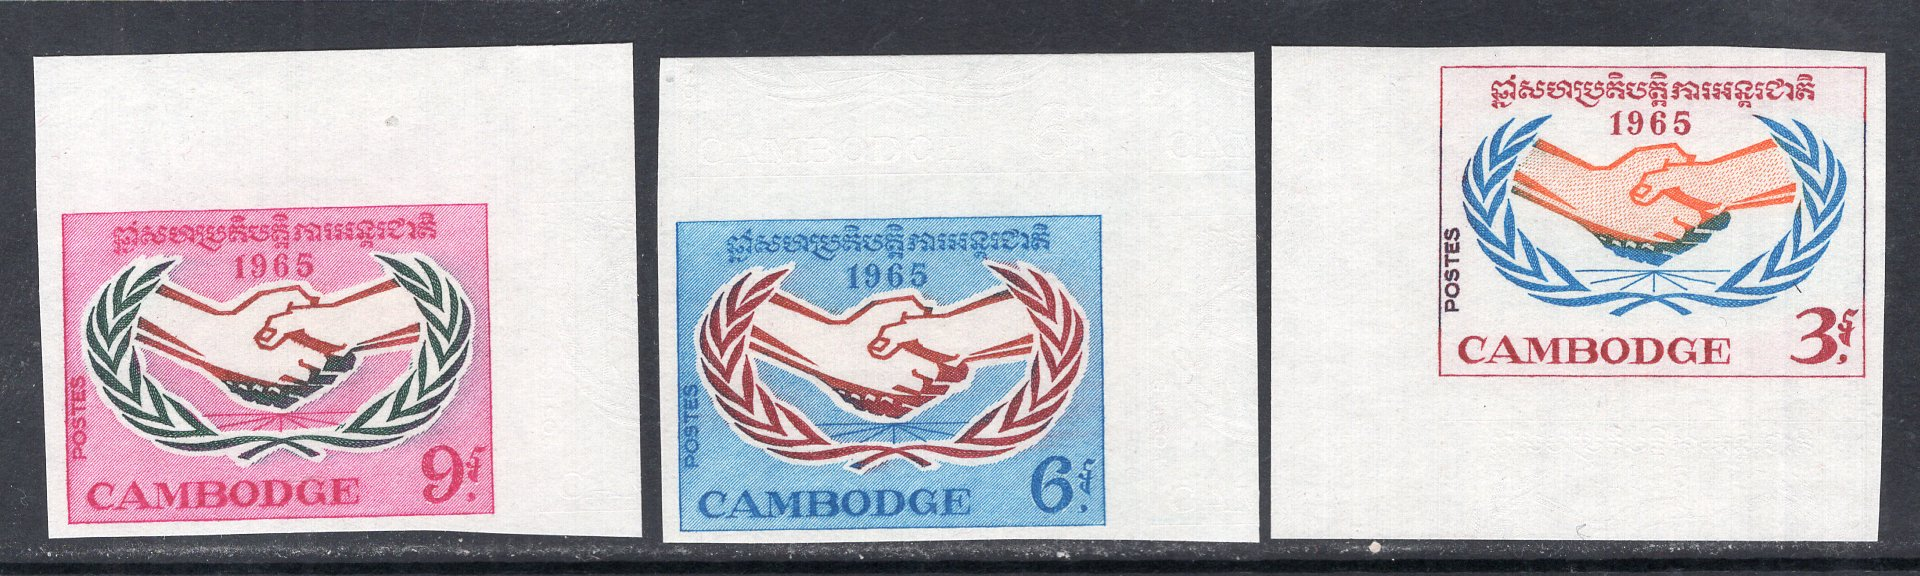 ឆ្នាំសហប្រតិបត្តិការអន្តរជាតិ
1965
POSTES
CAMBODGE
9៛
ឆ្នាំសហប្រតិបត្តិការអន្តរជាតិ
1965
POSTES
CAMBODGE
6៛
ឆ្នាំសហប្រតិបត្តិការអន្តរជាតិ
1965
POSTES
CAMBODGE
3៛